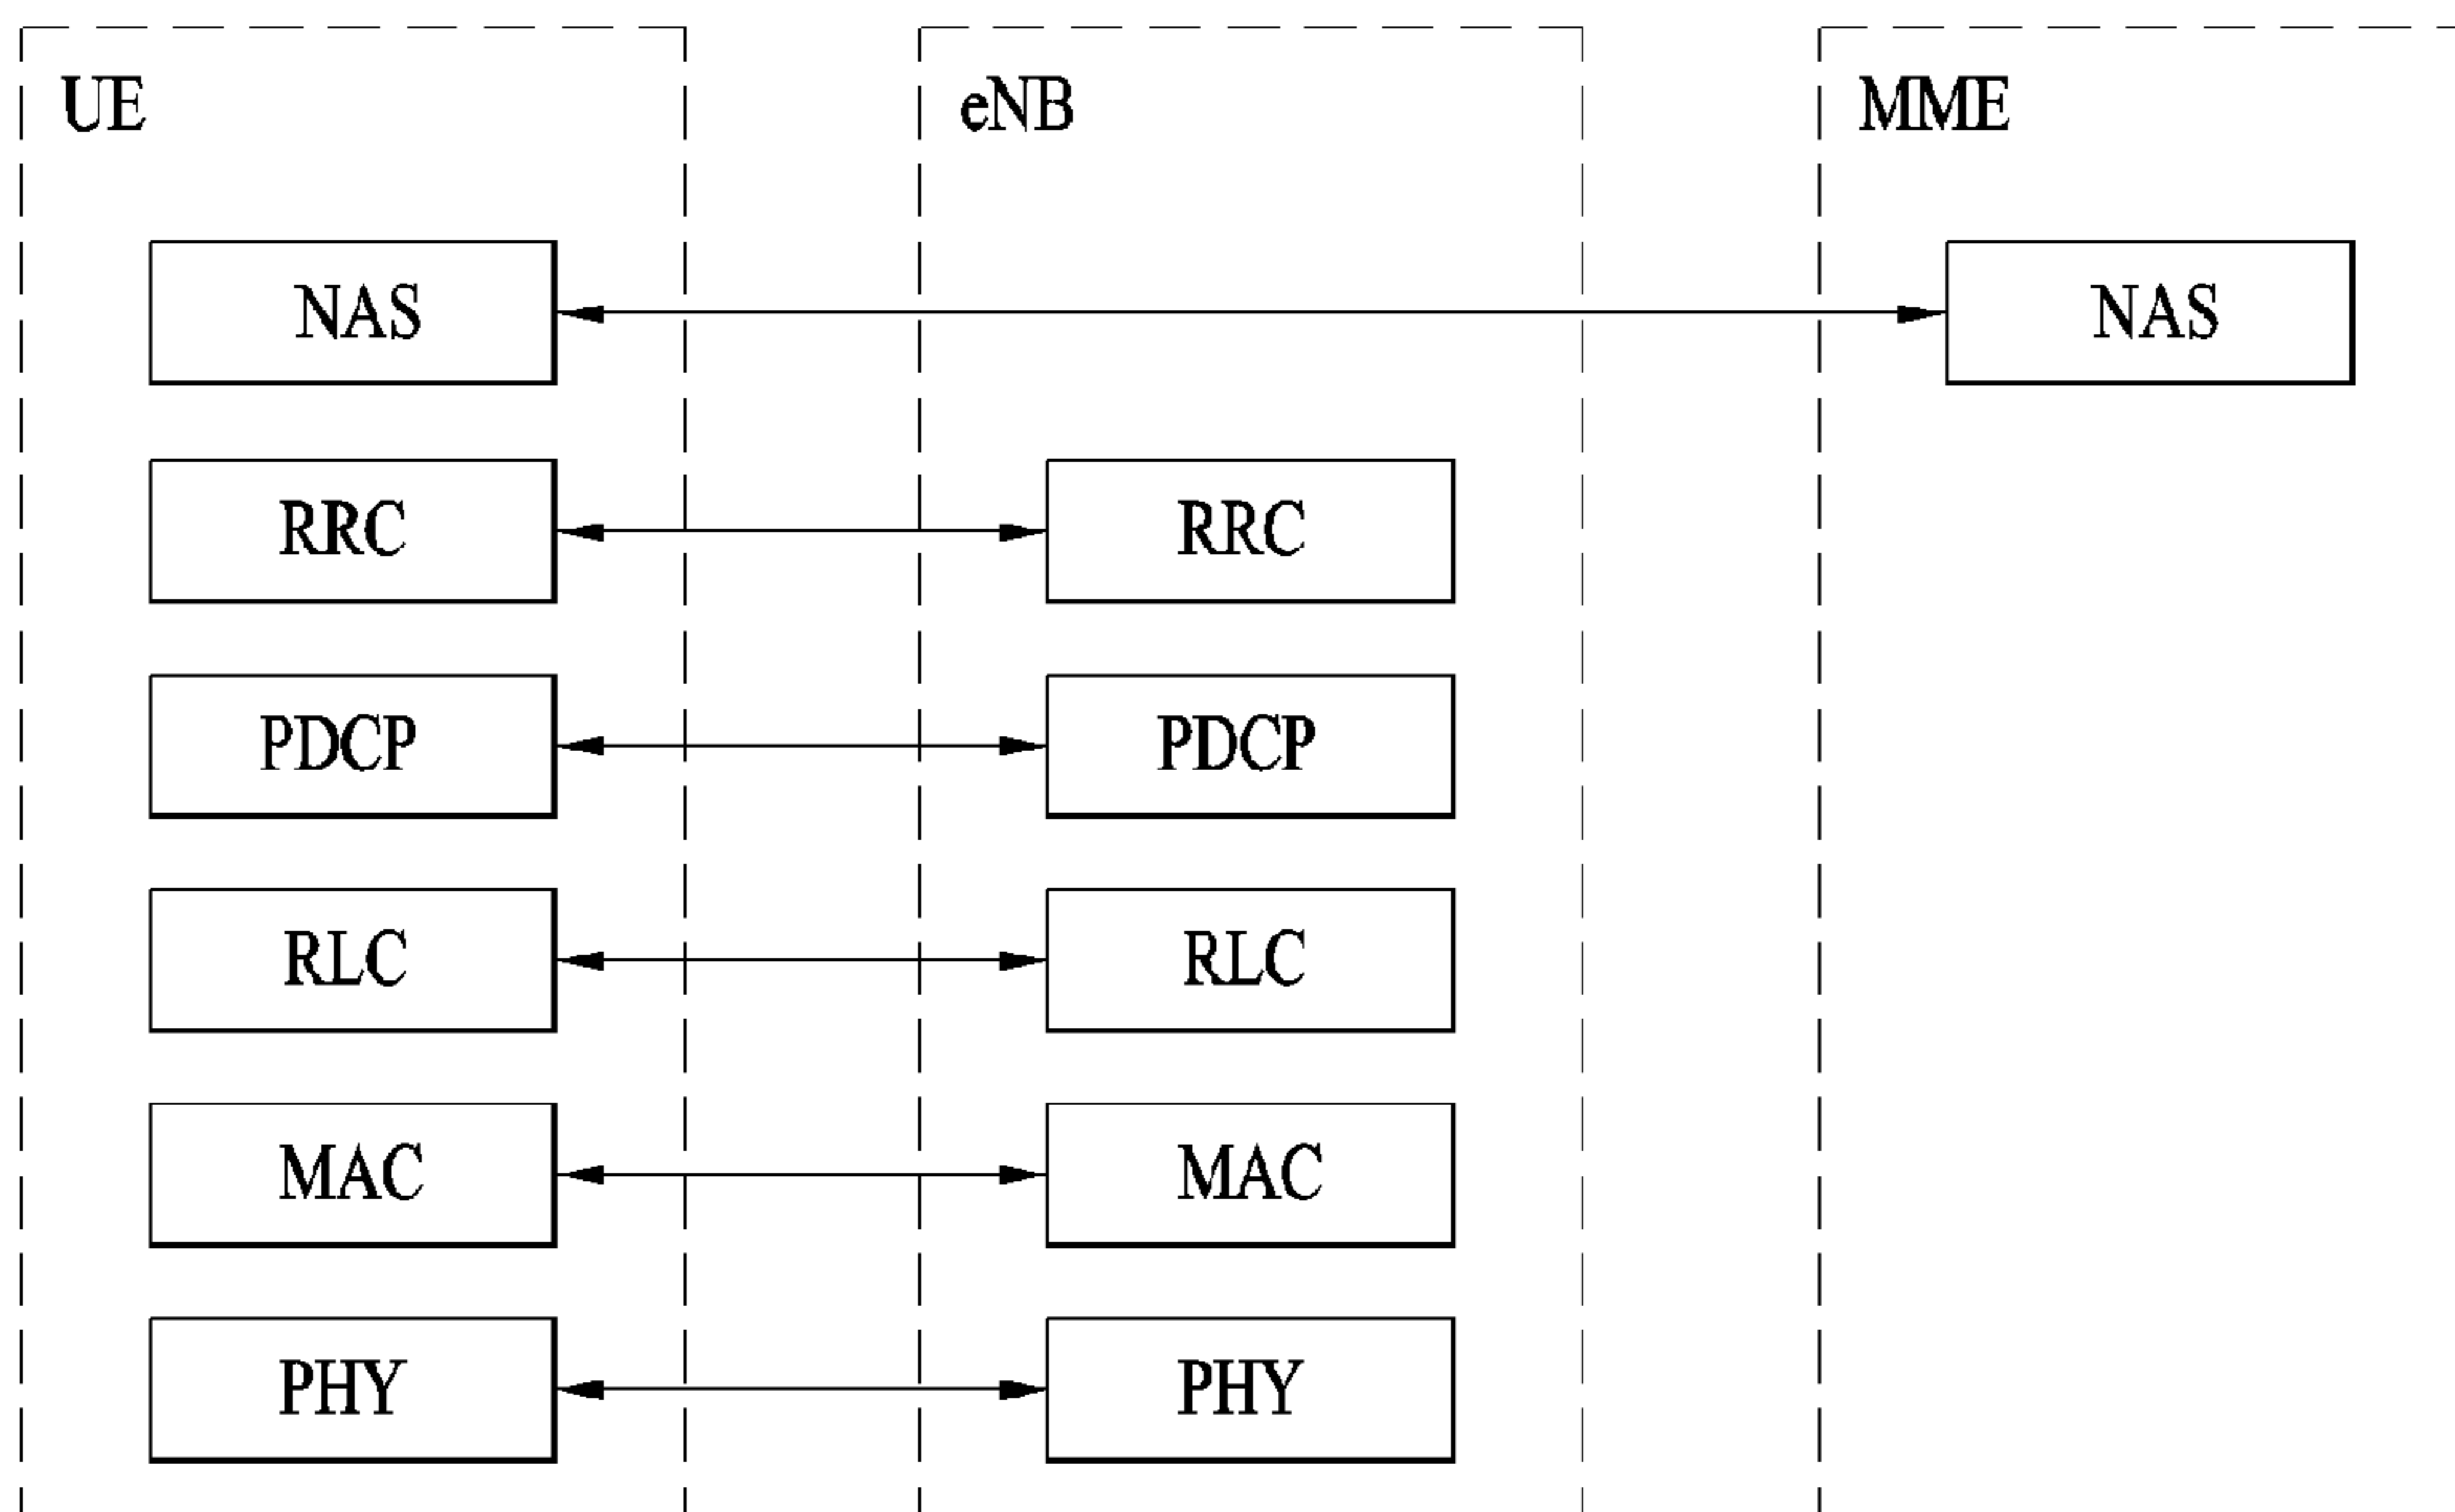 UE eNB MME
NAS NAS
RRC RRC
PDCP PDCP
RLC RLC
MAC MAC
PHY PHY